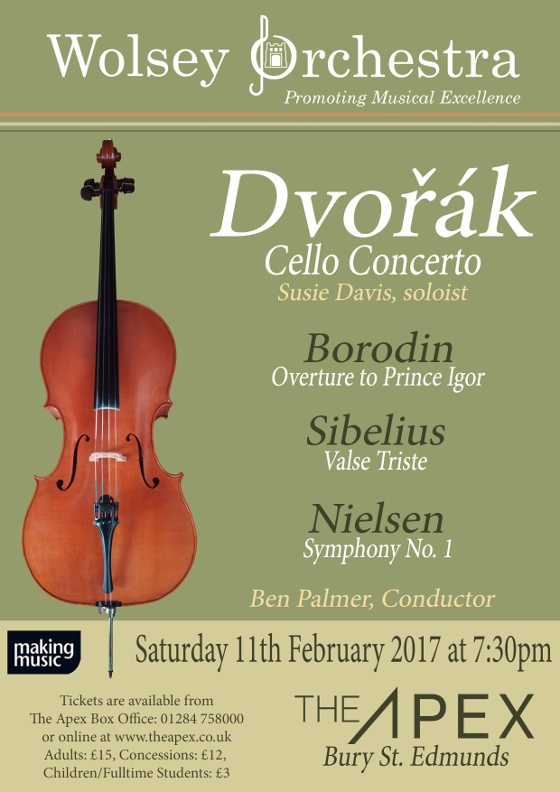 Wolsey Orchestra
Promoting Musical Excellence
Dvořák
Cello Concerto
Susie Davis, soloist
Borodin
Overture to Prince Igor
Sibelius
Valse Triste
Nielsen
Symphony No. 1
Ben Palmer, Conductor
making
music
Saturday 11th February 2017 at 7:30pm
Tickets are available from
The Apex Box Office: 01284 758000
or online at www.theapex.co.uk
Adults: £15, Concessions: £12,
Children/Fulltime Students: £3
THE APEX
Bury St. Edmunds